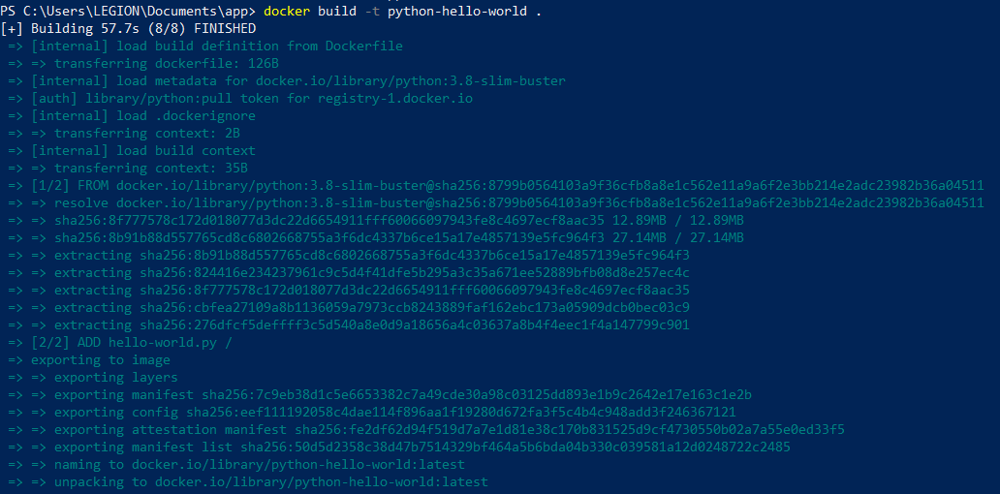 PS C:\Users\LEGION\Documents\app> docker build -t python-hello-world .
[+] Building 57.7s (8/8) FINISHED
=> [internal] load build definition from Dockerfile
=> => transferring dockerfile: 126B
=> [internal] load metadata for docker.io/library/python:3.8-slim-buster
=> [auth] library/python:pull token for registry-1.docker.io
=> [internal] load .dockerignore
=> => transferring context: 2B
=> [internal] load build context
=> => transferring context: 35B
=> [1/2] FROM docker.io/library/python:3.8-slim-buster@sha256:8799b0564103a9f36cfb8a8e1c562e11a9a6f2e3bb214e2adc23982b36a04511
=> => resolve docker.io/library/python:3.8-slim-buster@sha256:8799b0564103a9f36cfb8a8e1c562e11a9a6f2e3bb214e2adc23982b36a04511
=> => sha256:8f777578c172d018077d3dc22d6654911fff60066097943fe8c4697ecf8aac35 12.89MB / 12.89MB
=> => sha256:8b91b88d557765cd8c6802668755a3f6dc4337b6ce15a17e4857139e5fc964f3 27.14MB / 27.14MB
=> => extracting sha256:8b91b88d557765cd8c6802668755a3f6dc4337b6ce15a17e4857139e5fc964f3
=> => extracting sha256:824416e234237961c9c5d4f41dfe5b295a3c35a671ee52889bfb08d8e257ec4c
=> => extracting sha256:8f777578c172d018077d3dc22d6654911fff60066097943fe8c4697ecf8aac35
=> => extracting sha256:cbfea27109a8b1136059a7973ccb8243889faf162ebc173a05909dcb0bec03c9
=> => extracting sha256:276dfcf5deffff3c5d540a8e0d9a18656a4c03637a8b4f4eec1f4a147799c901
=> [2/2] ADD hello-world.py /
=> exporting to image
=> => exporting layers
=> => exporting manifest sha256:7c9eb38d1c5e6653382c7a49cde30a98c03125dd893e1b9c2642e17e163c1e2b
=> => exporting config sha256:eef111192058c4dae114f896aa1f19280d672fa3f5c4b4c948add3f246367121
=> => exporting attestation manifest sha256:fe2df62d94f519d7a7e1d81e38c170b831525d9cf4730550b02a7a55e0ed33f5
=> => exporting manifest list sha256:50d5d2358c38d47b7514329bf464a5b6bda04b330c039581a12d0248722c2485
=> => naming to docker.io/library/python-hello-world:latest
=> => unpacking to docker.io/library/python-hello-world:latest